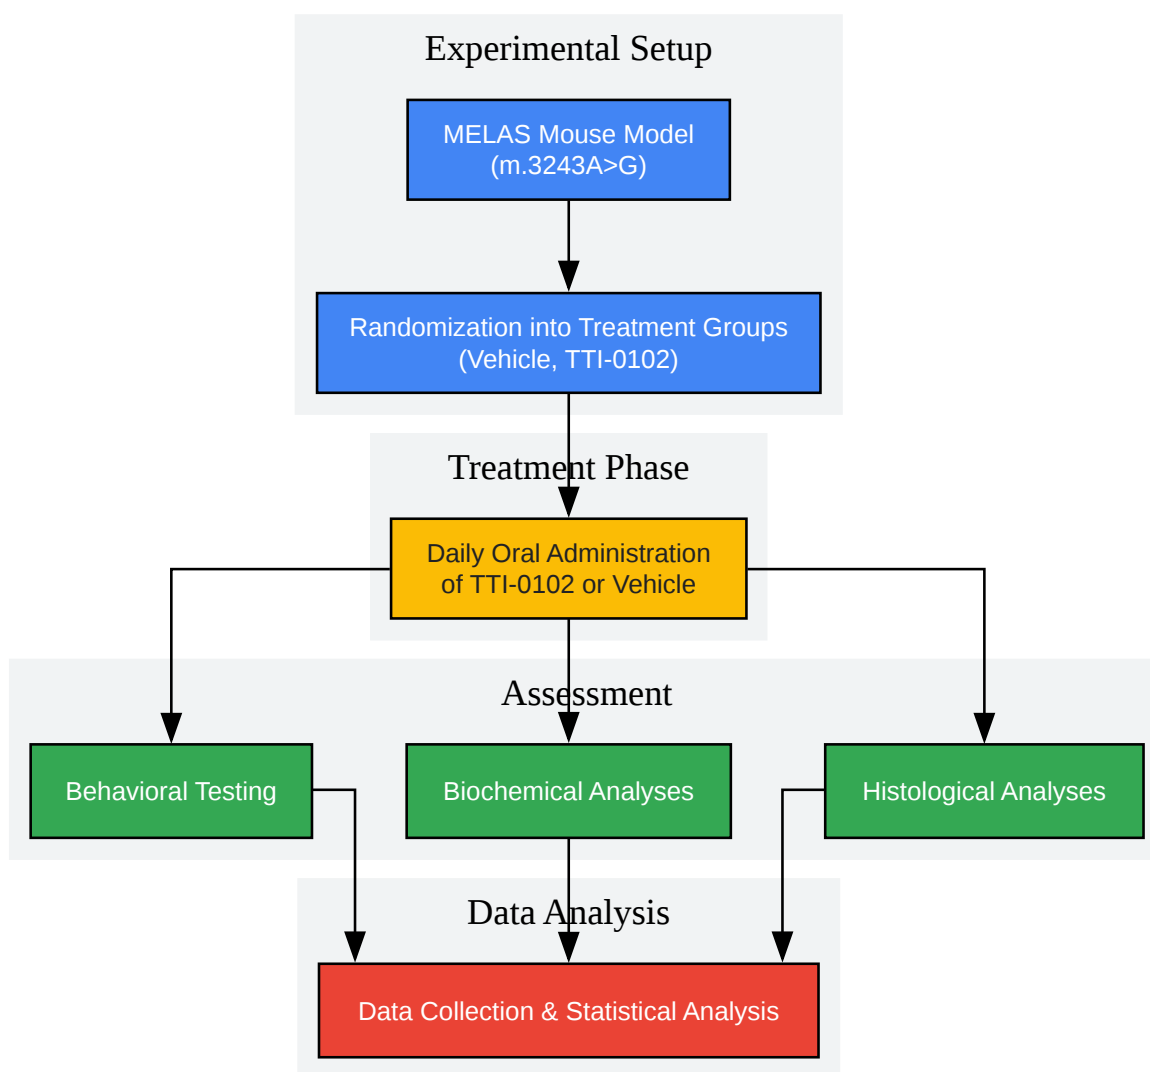 Experimental Setup
MELAS Mouse Model
(m.3243A>G)
Randomization into Treatment Groups
(Vehicle, TTI-0102)
Treatment Phase
Daily Oral Administration
of TTI-0102 or Vehicle
Assessment
Behavioral Testing
Biochemical Analyses
Histological Analyses
Data Analysis
Data Collection & Statistical Analysis